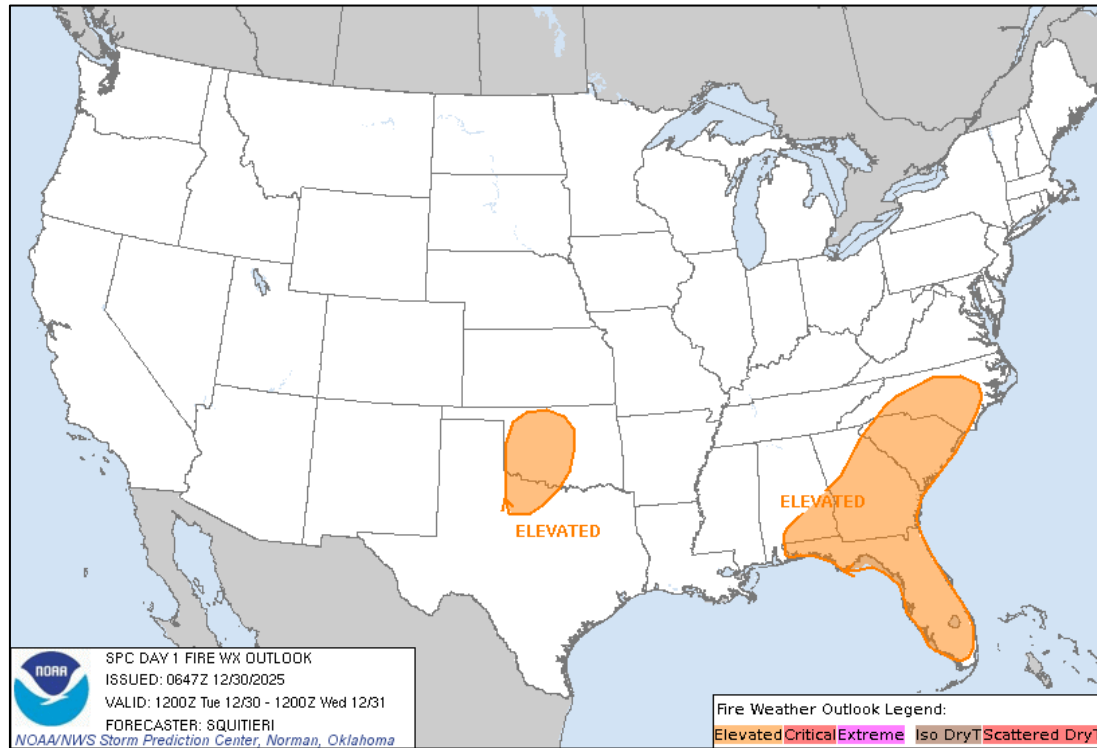 ELEVATED
ELEVATED
SPC DAY 1 FIRE WX OUTLOOK
ISSUED: 0647Z 12/30/2025
VALID: 1200Z Tue 12/30 - 1200Z Wed 12/31
FORECASTER: SQUITIERI
NOAA
NOAA/NWS Storm Prediction Center, Norman, Oklahoma
Fire Weather Outlook Legend:
Elevated Critical Extreme Iso DryT Scattered DryT